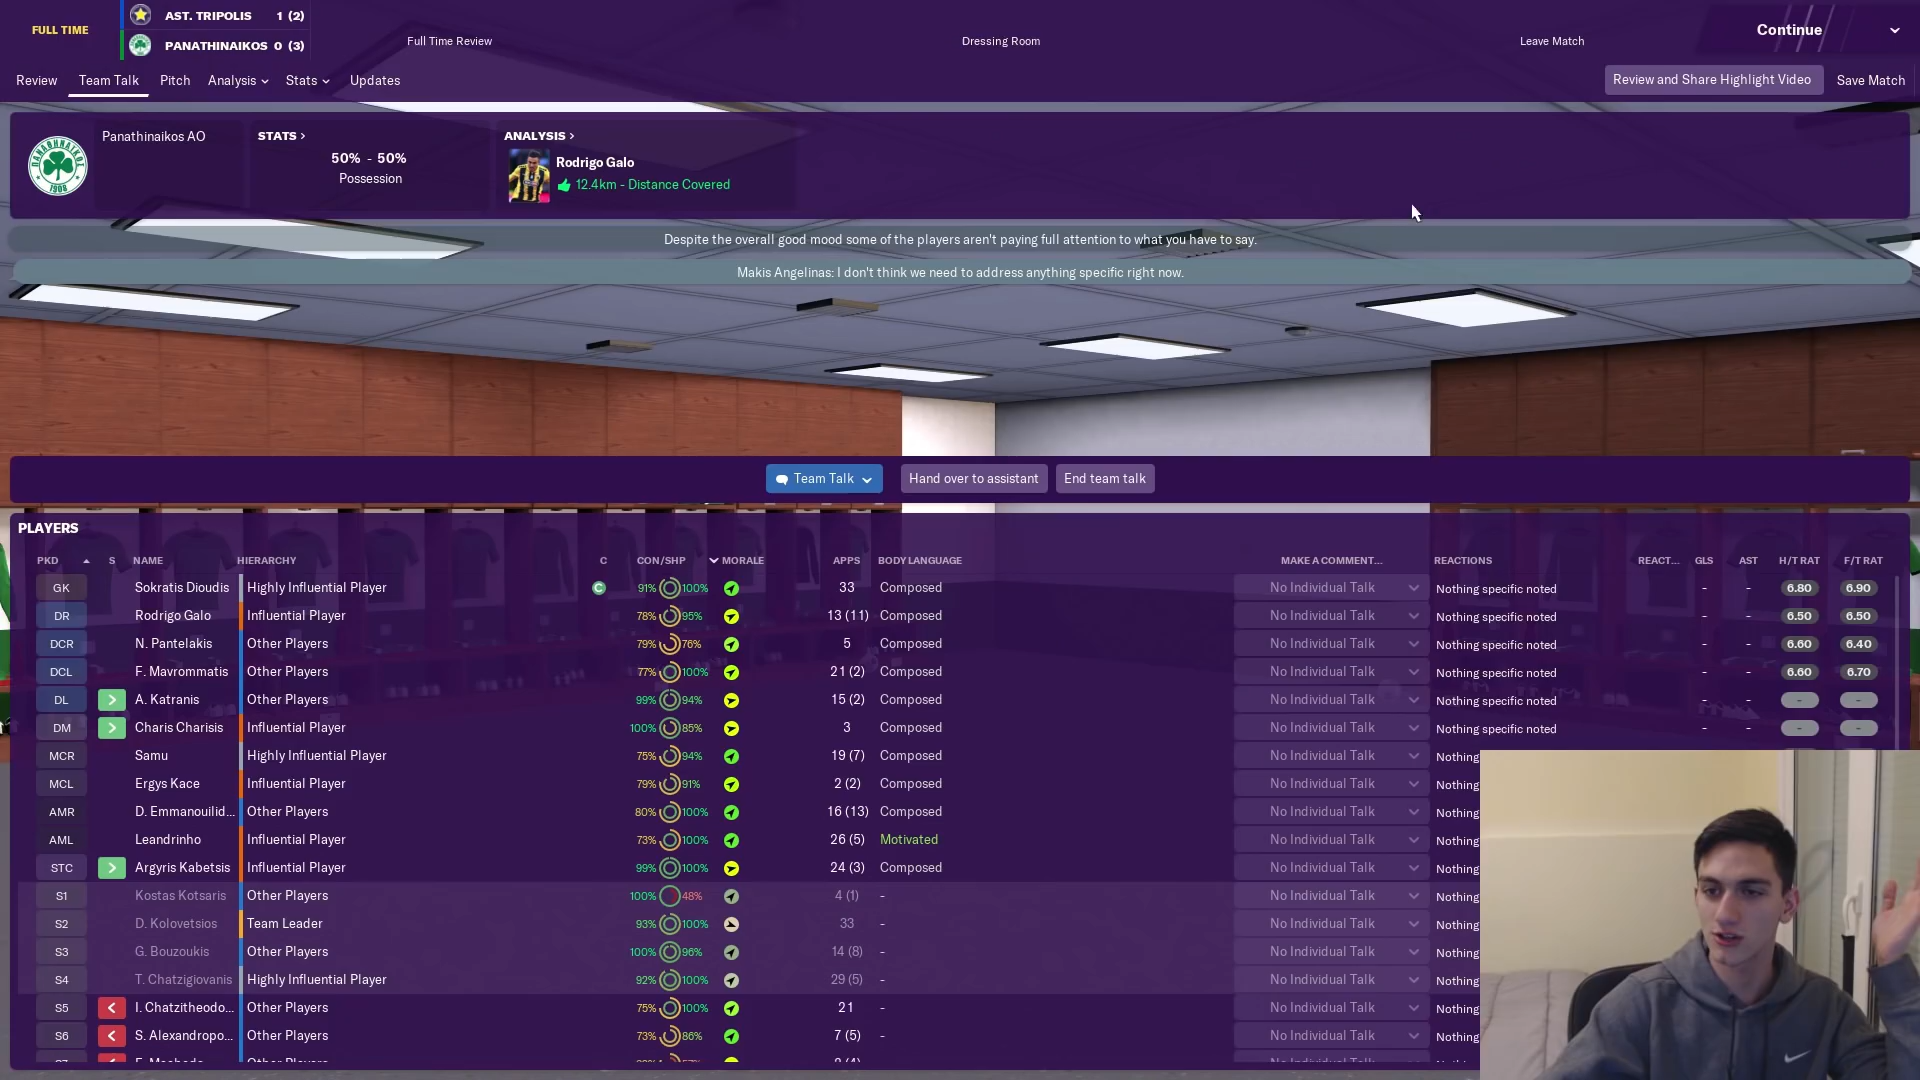 FULL TIME
AST. TRIPOLIS 1 (2)
PANATHINAIKOS 0 (3)
Full Time Review
Dressing Room
Leave Match
Continue
Review Team Talk Pitch Analysis Stats Updates
Review and Share Highlight Video Save Match
ΠΑΝΑΘΗΝΑΪΚΟΣ
1908
Panathinaikos AO
STATS >
50% - 50%
Possession
ANALYSIS >
Rodrigo Galo
12.4km - Distance Covered
Despite the overall good mood some of the players aren't paying full attention to what you have to say.
Makis Angelinas: I don't think we need to address anything specific right now.
Team Talk Hand over to assistant End team talk
PLAYERS
PKD S NAME HIERARCHY C CON/SHP MORALE APPS BODY LANGUAGE MAKE A COMMENT... REACTIONS REACT... GLS AST H/T RAT F/T RAT
GK Sokratis Dioudis Highly Influential Player C 91% 100% 33 Composed No Individual Talk Nothing specific noted - - 6.80 6.90
DR Rodrigo Galo Influential Player 78% 95% 13 (11) Composed No Individual Talk Nothing specific noted - - 6.50 6.50
DCR N. Pantelakis Other Players 79% 76% 5 Composed No Individual Talk Nothing specific noted - - 6.60 6.40
DCL F. Mavrommatis Other Players 77% 100% 21 (2) Composed No Individual Talk Nothing specific noted - - 6.60 6.70
DL A. Katranis Other Players 99% 94% 15 (2) Composed No Individual Talk Nothing specific noted - - - -
DM Charis Charisis Influential Player 100% 85% 3 Composed No Individual Talk Nothing specific noted - - - -
MCR Samu Highly Influential Player 75% 94% 19 (7) Composed No Individual Talk Nothing
MCL Ergys Kace Influential Player 79% 91% 2 (2) Composed No Individual Talk Nothing
AMR D. Emmanouilid... Other Players 80% 100% 16 (13) Composed No Individual Talk Nothing
AML Leandrinho Influential Player 73% 100% 26 (5) Motivated No Individual Talk Nothing
STC Argyris Kabetsis Influential Player 99% 100% 24 (3) Composed No Individual Talk Nothing
S1 Kostas Kotsaris Other Players 100% 48% 4 (1) - No Individual Talk Nothing
S2 D. Kolovetsios Team Leader 93% 100% 33 - No Individual Talk Nothing
S3 G. Bouzoukis Other Players 100% 96% 14 (8) - No Individual Talk Nothing
S4 T. Chatzigiovanis Highly Influential Player 92% 100% 29 (5) - No Individual Talk Nothing
S5 I. Chatzitheodo... Other Players 75% 100% 21 - No Individual Talk Nothing
S6 S. Alexandropo... Other Players 73% 86% 7 (5) - No Individual Talk Nothing
Other Players No Individual Talk